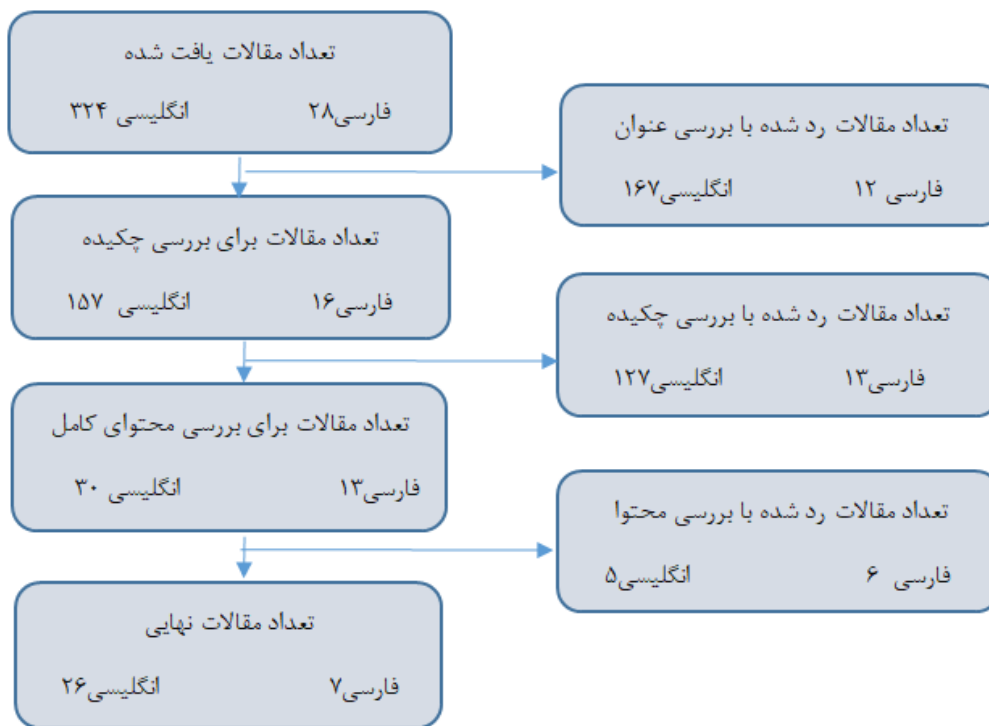 تعداد مقالات یافت شده
فارسی۲۸ انگلیسی ۳۲۴
تعداد مقالات رد شده با بررسی عنوان
فارسی ۱۲ انگلیسی۱۶۷
تعداد مقالات برای بررسی چکیده
فارسی۱۶ انگلیسی ۱۵۷
تعداد مقالات رد شده با بررسی چکیده
فارسی۱۳ انگلیسی۱۲۷
تعداد مقالات برای بررسی محتوای کامل
فارسی۱۳ انگلیسی ۳۰
تعداد مقالات رد شده با بررسی محتوا
فارسی ۶ انگلیسی۵
تعداد مقالات نهایی
فارسی۷ انگلیسی۲۶